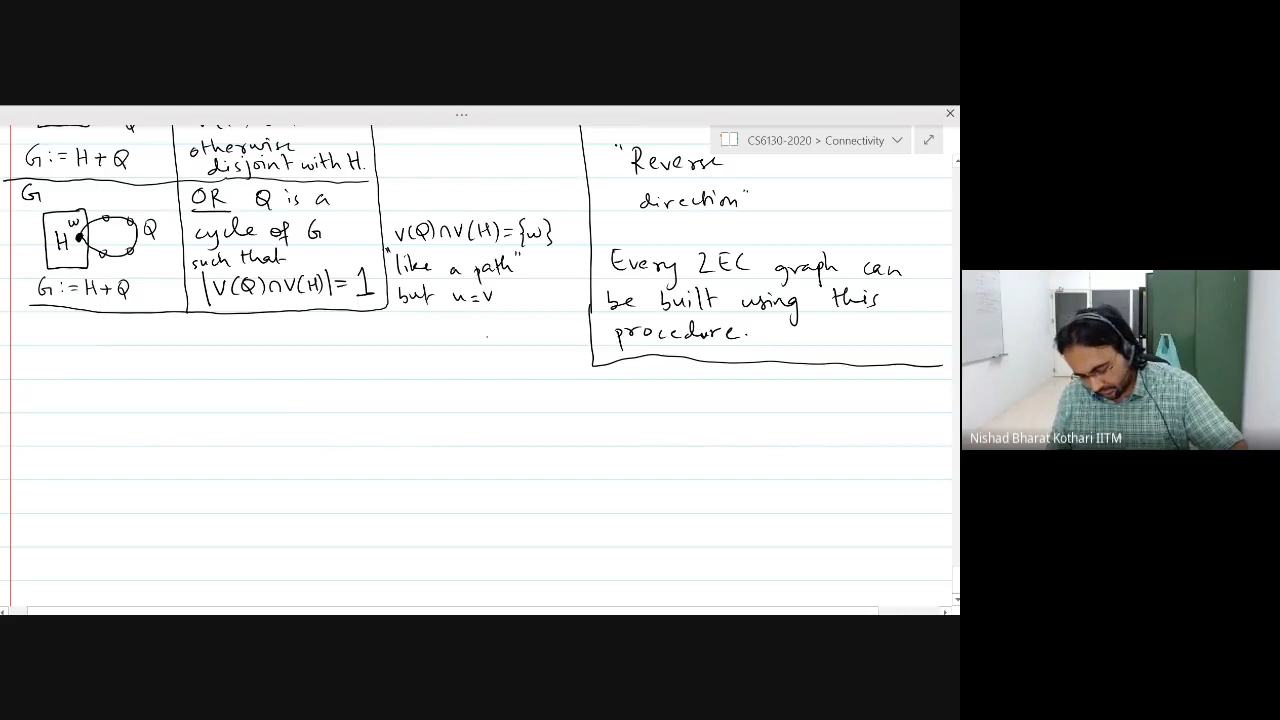 CS6130-2020 > Connectivity
Q
otherwise
disjoint with H.
G := H + Q
G
w
H
Q
G := H + Q
OR Q is a
cycle of G
such that
|V(Q)∩V(H)| = 1
V(Q)∩V(H) = {w}
"like a path"
but u = v
"Reverse
direction"
Every 2EC graph can
be built using this
procedure.
Nishad Bharat Kothari IITM